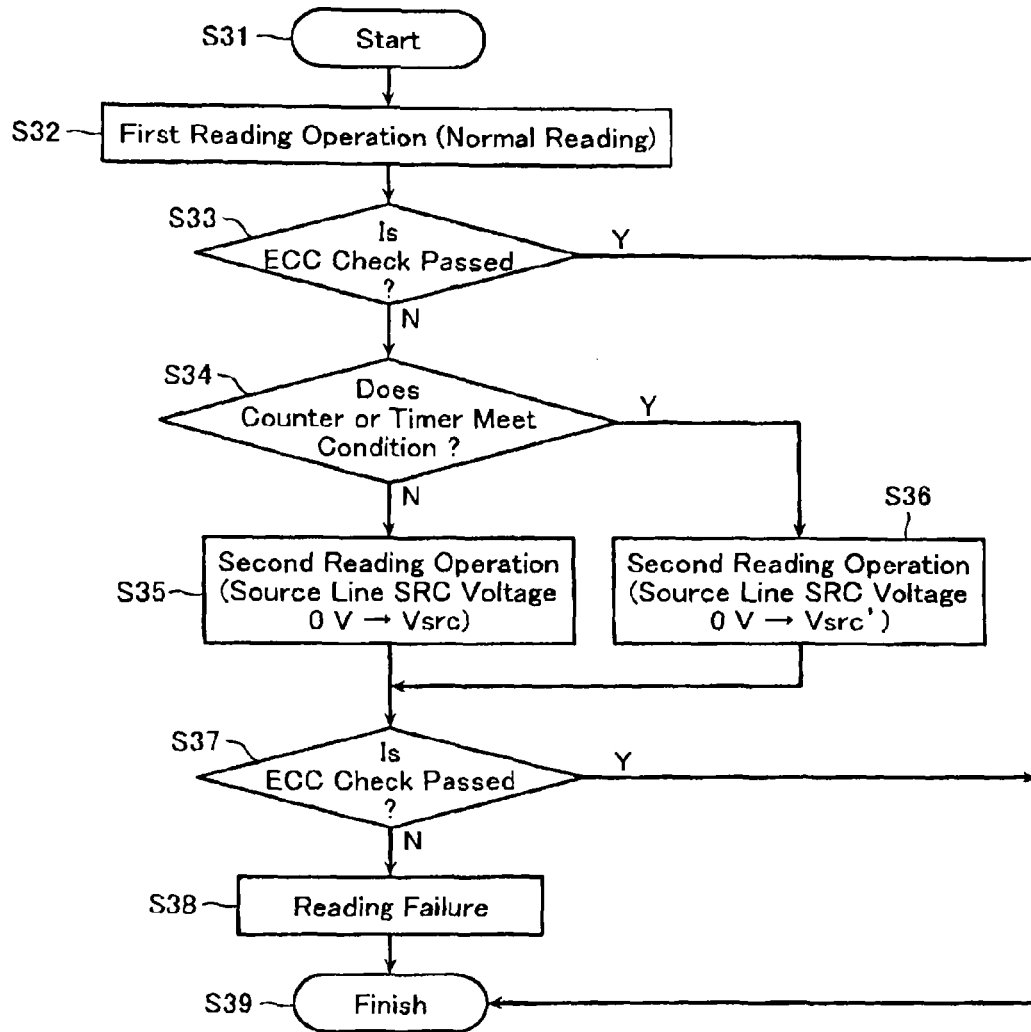 S31
Start
S32
First Reading Operation (Normal Reading)
S33
Is
ECC Check Passed
?
Y
N
S34
Does
Counter or Timer Meet
Condition ?
Y
N
S36
S35
Second Reading Operation
(Source Line SRC Voltage
0 V → Vsrc)
Second Reading Operation
(Source Line SRC Voltage
0 V → Vsrc')
S37
Is
ECC Check Passed
?
Y
N
S38
Reading Failure
S39
Finish